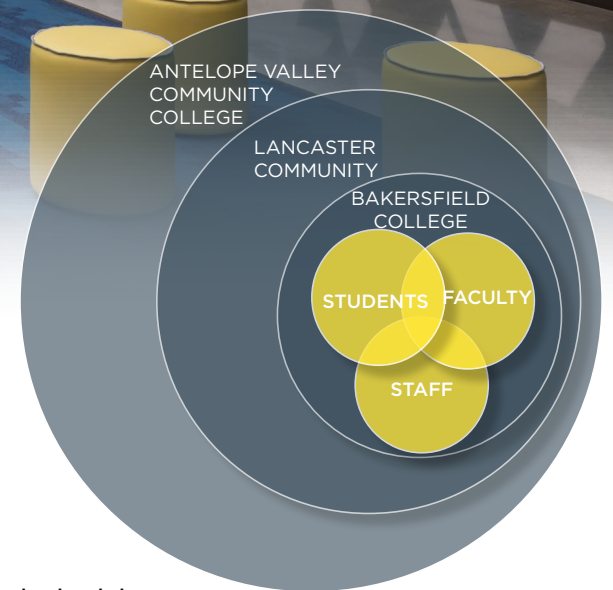 ANTELOPE VALLEY
COMMUNITY
COLLEGE
LANCASTER
COMMUNITY
BAKERSFIELD
COLLEGE
STUDENTS
FACULTY
STAFF